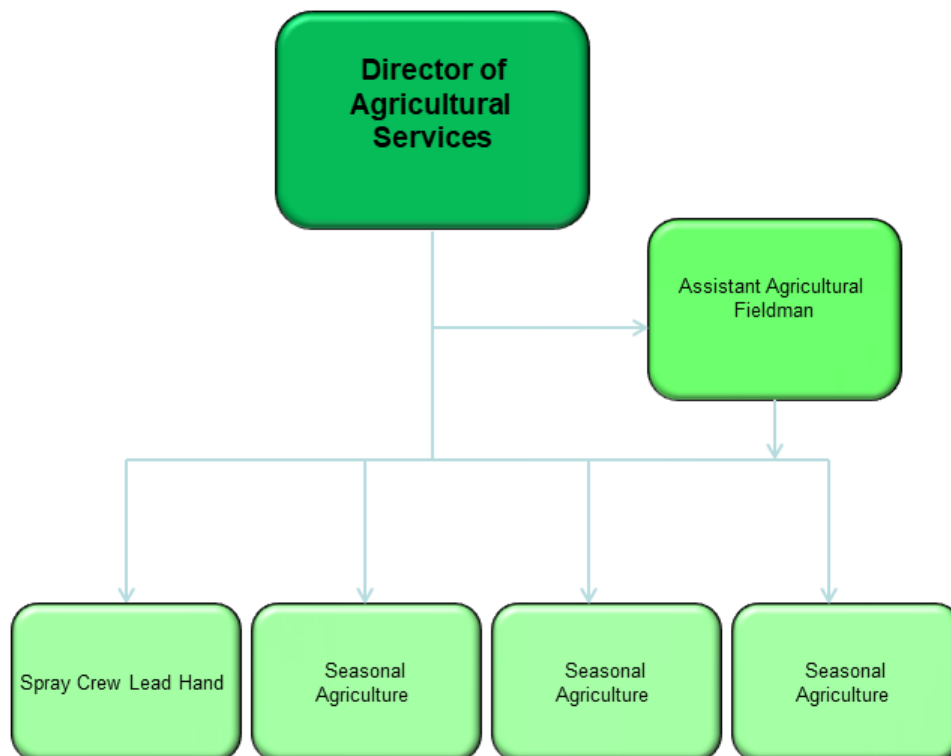 Director of
Agricultural
Services
Assistant Agricultural
Fieldman
Spray Crew Lead Hand
Seasonal
Agriculture
Seasonal
Agriculture
Seasonal
Agriculture